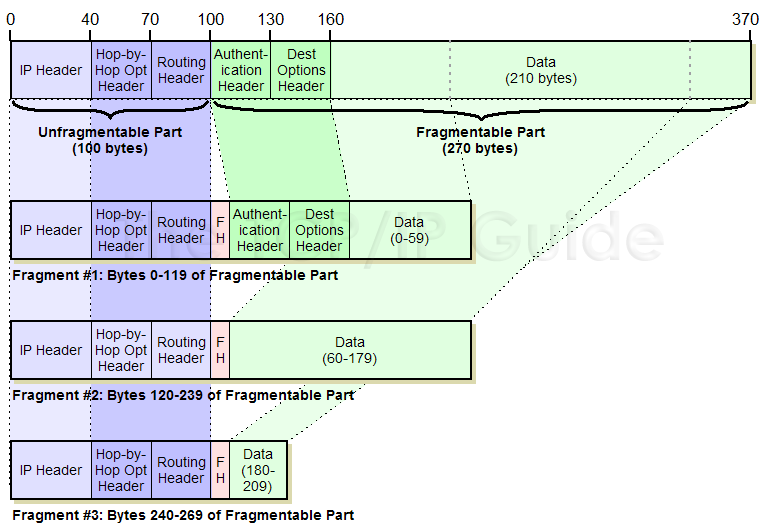 0 40 70 100 130 160 370
IP Header
Hop-by-
Hop Opt
Header
Routing
Header
Authent-
ication
Header
Dest
Options
Header
Data
(210 bytes)
Unfragmentable Part
(100 bytes)
Fragmentable Part
(270 bytes)
IP Header
Hop-by-
Hop Opt
Header
Routing
Header
F
H
Authent-
ication
Header
Dest
Options
Header
Data
(0-59)
The TCP/IP Guide
Fragment #1: Bytes 0-119 of Fragmentable Part
IP Header
Hop-by-
Hop Opt
Header
Routing
Header
F
H
Data
(60-179)
Fragment #2: Bytes 120-239 of Fragmentable Part
IP Header
Hop-by-
Hop Opt
Header
Routing
Header
F
H
Data
(180-
209)
Fragment #3: Bytes 240-269 of Fragmentable Part